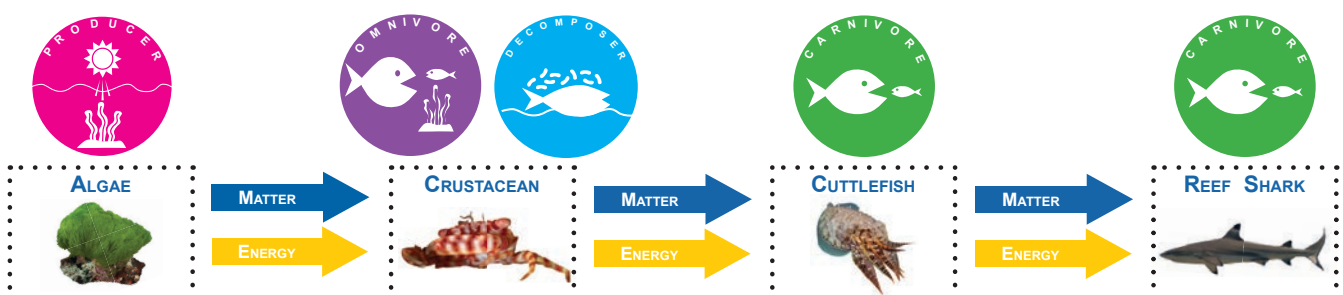 PRODUCER
OMNIVORE
DECOMPOSER
CARNIVORE
CARNIVORE
ALGAE
CRUSTACEAN
CUTTLEFISH
REEF SHARK
MATTER
MATTER
MATTER
ENERGY
ENERGY
ENERGY